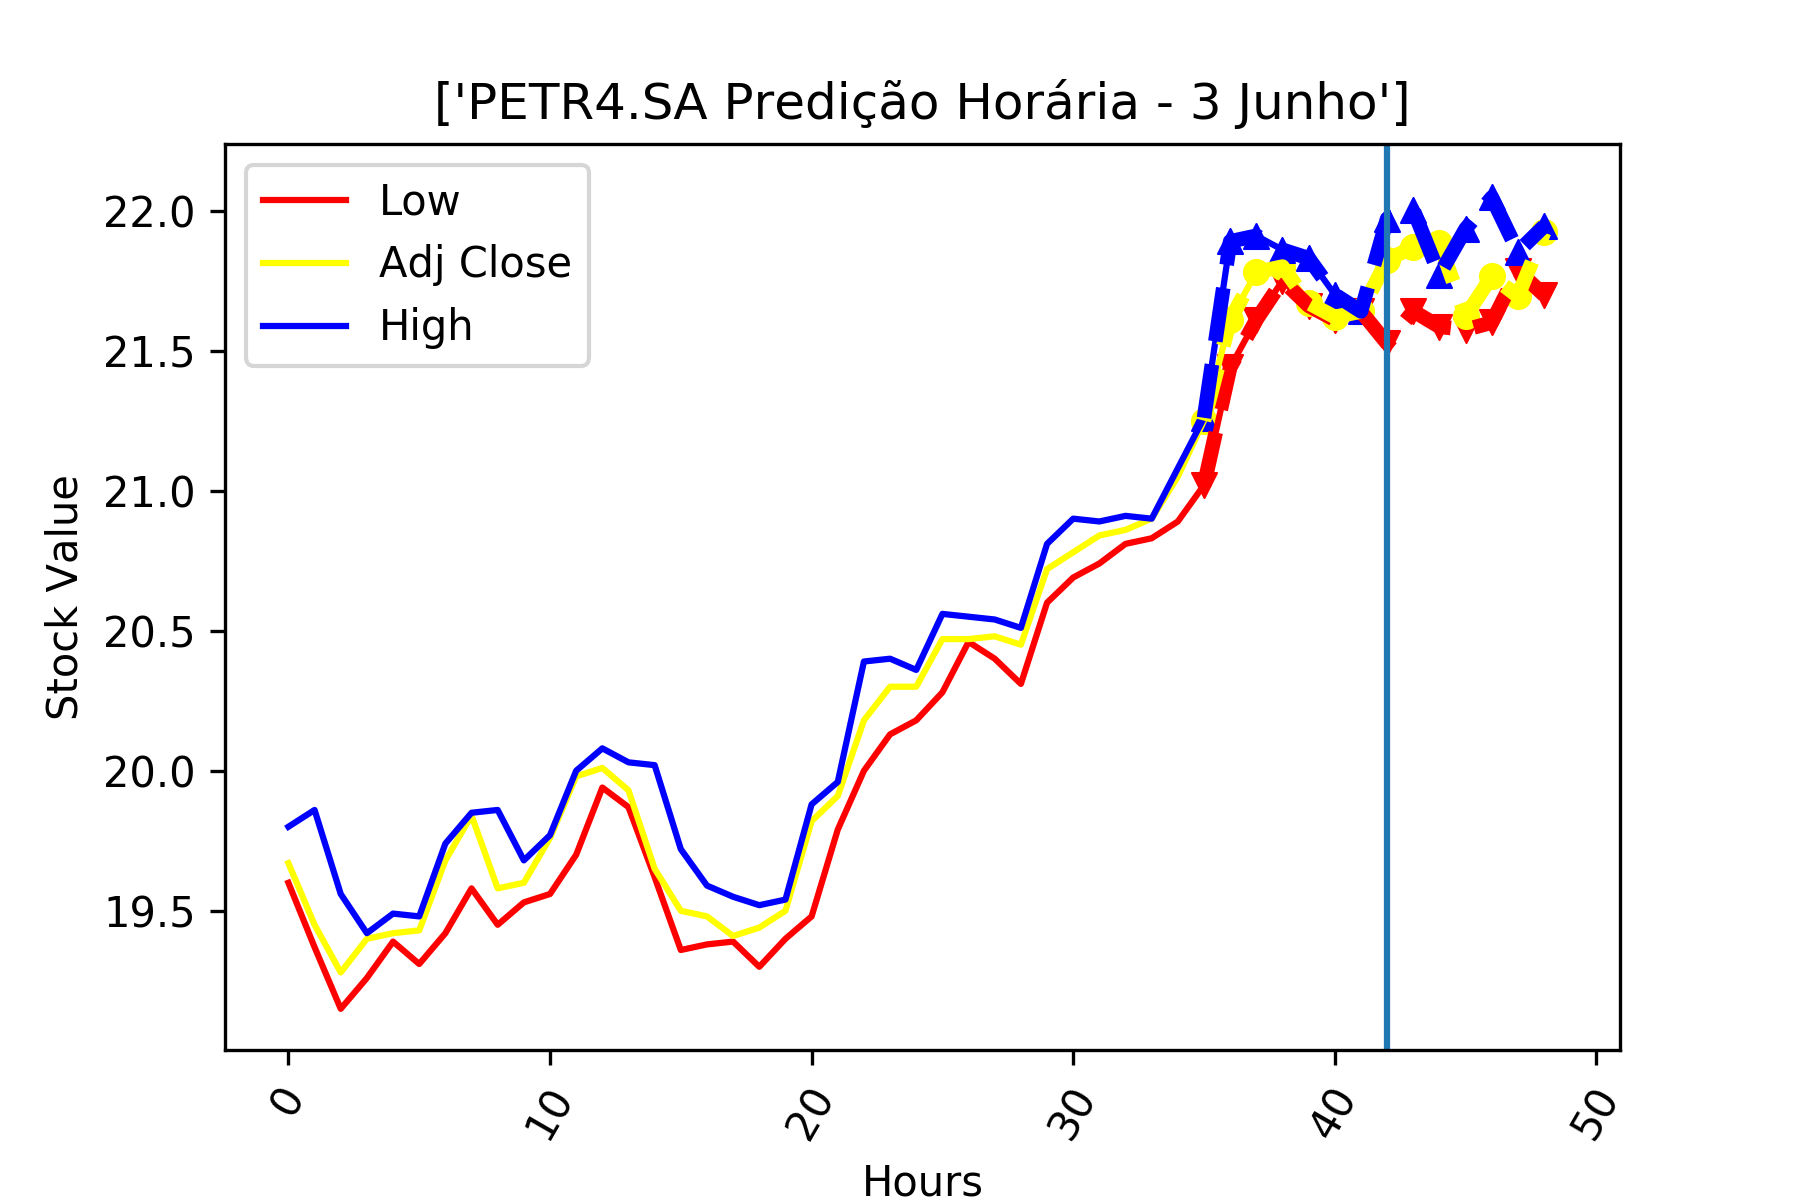 ['PETR4.SA Predição Horária - 3 Junho']
Low
Adj Close
High
22.0
21.5
21.0
20.5
20.0
19.5
Stock Value
0
10
20
30
40
50
Hours